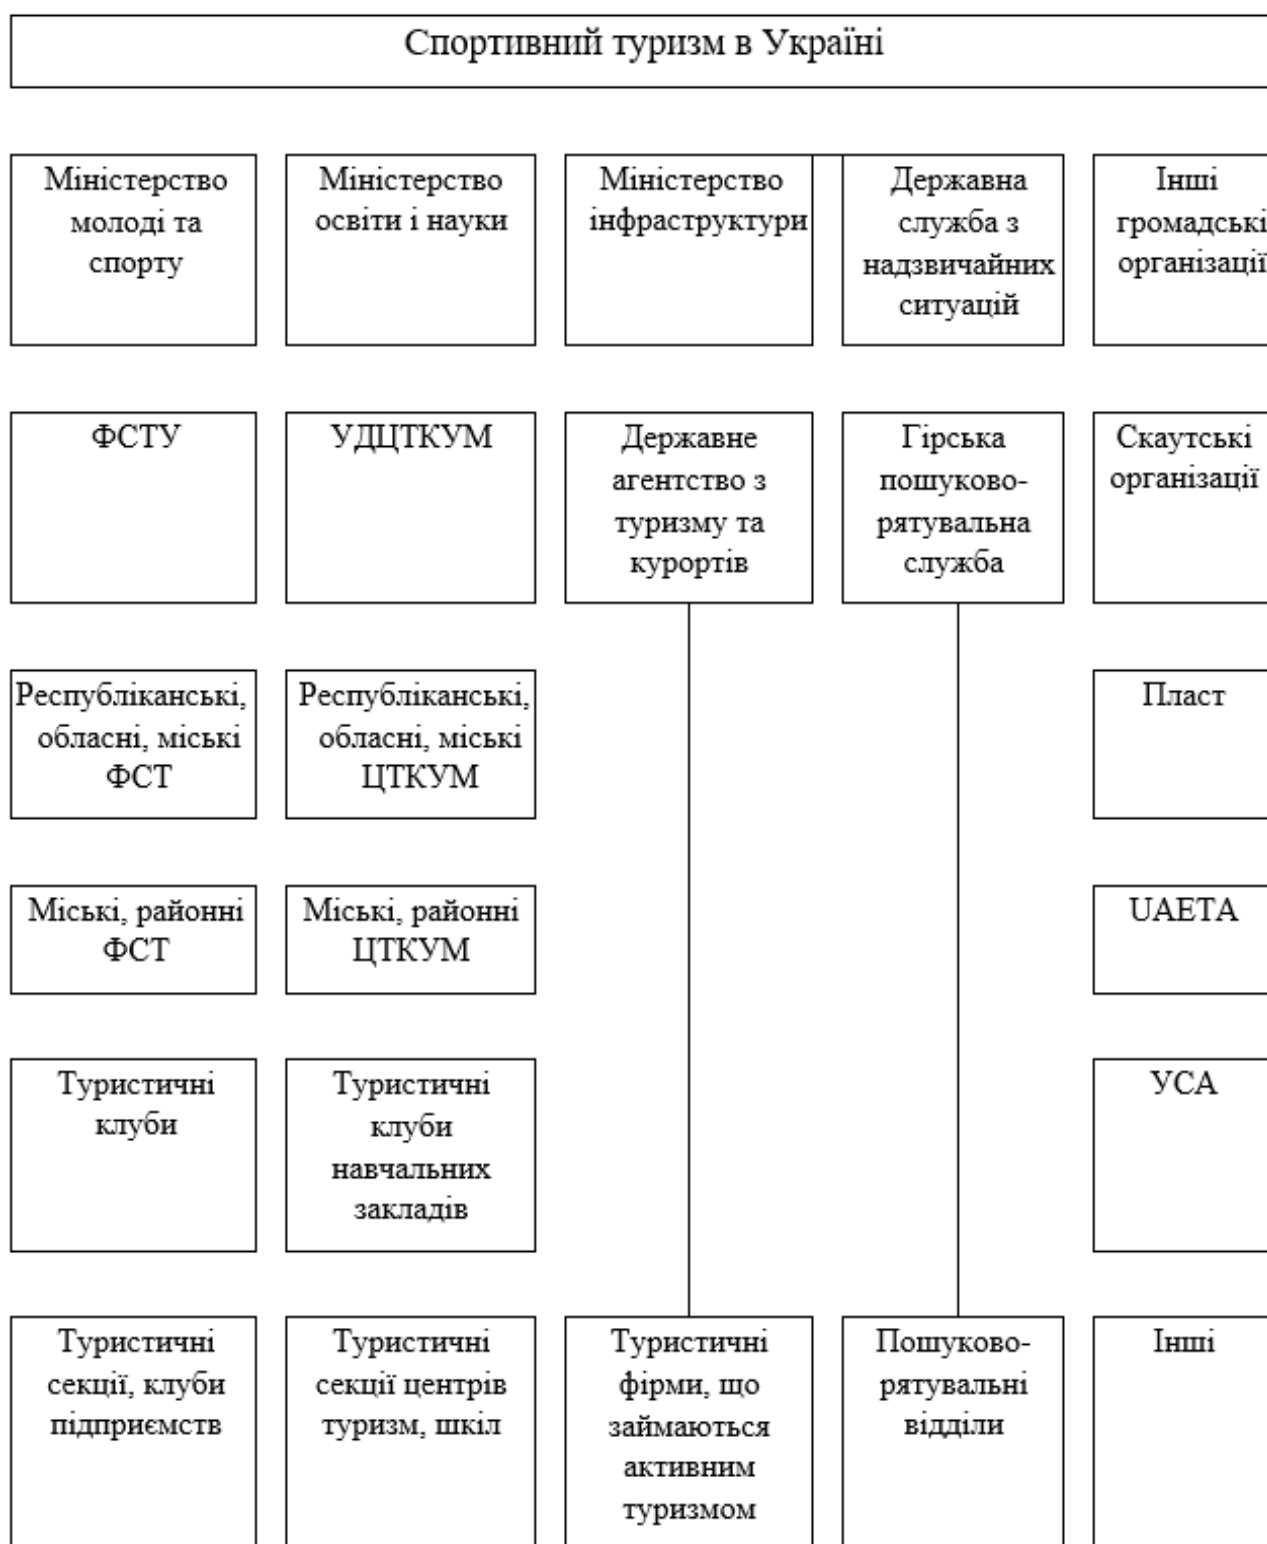 Спортивний туризм в Україні
Міністерство
молоді та
спорту
Міністерство
освіти і науки
Міністерство
інфраструктури
Державна
служба з
надзвичайних
ситуацій
Інші
громадські
організації
ФСТУ
УДЦТКУМ
Державне
агентство з
туризму та
курортів
Гірська
пошуково-
рятувальна
служба
Скаутські
організації
Республіканські,
обласні, міські
ФСТ
Республіканські,
обласні, міські
ЦТКУМ
Пласт
Міські, районні
ФСТ
Міські, районні
ЦТКУМ
UAETA
Туристичні
клуби
Туристичні
клуби
навчальних
закладів
УСА
Туристичні
секції, клуби
підприємств
Туристичні
секції центрів
туризм, шкіл
Туристичні
фірми, що
займаються
активним
туризмом
Пошуково-
рятувальні
відділи
Інші